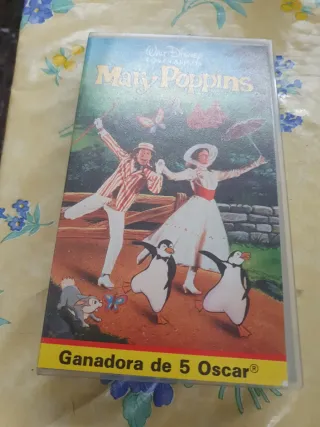 Walt Disney
Mary Poppins
Ganadora de 5 Oscar®